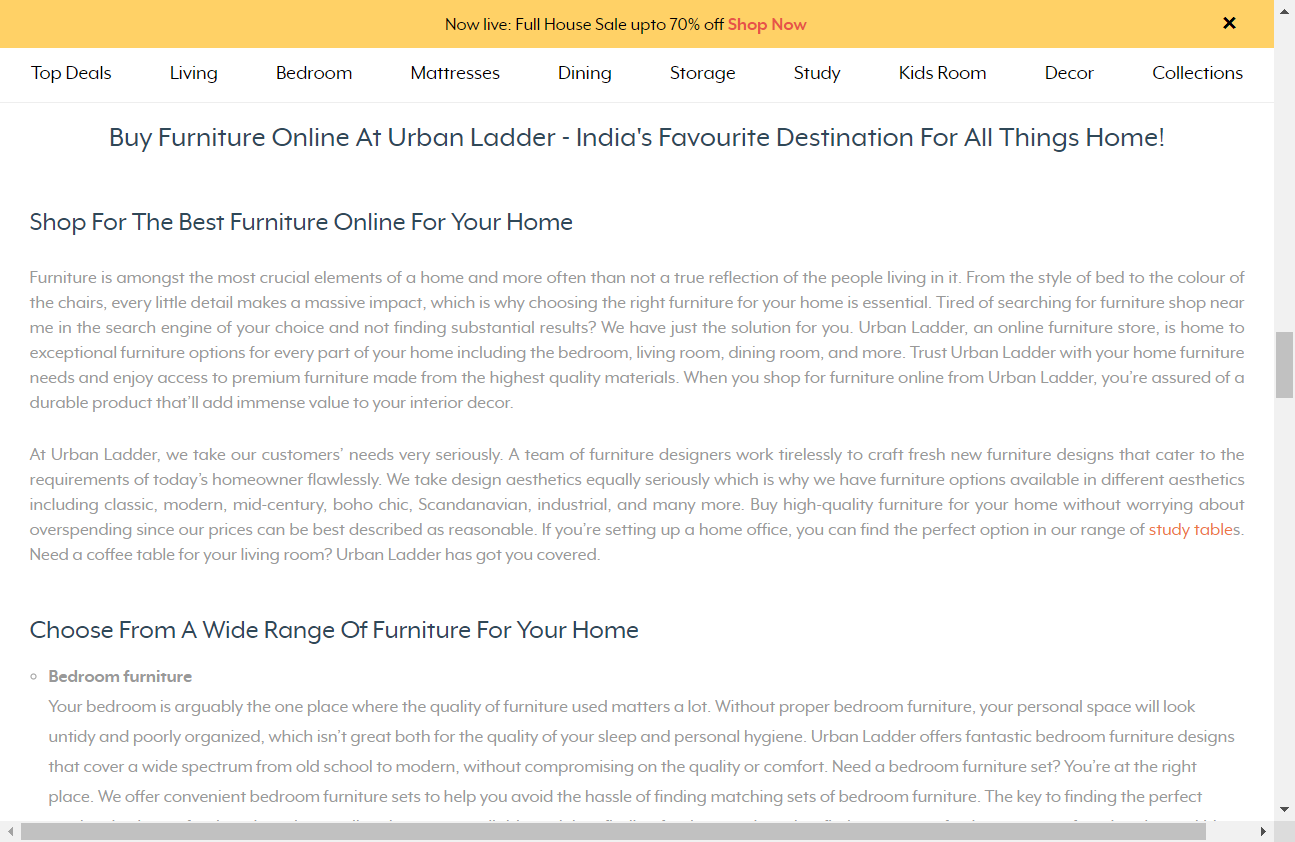 Now live: Full House Sale upto 70% off Shop Now
Top Deals Living Bedroom Mattresses Dining Storage Study Kids Room Decor Collections
Buy Furniture Online At Urban Ladder - India's Favourite Destination For All Things Home!
Shop For The Best Furniture Online For Your Home
Furniture is amongst the most crucial elements of a home and more often than not a true reflection of the people living in it. From the style of bed to the colour of
the chairs, every little detail makes a massive impact, which is why choosing the right furniture for your home is essential. Tired of searching for furniture shop near
me in the search engine of your choice and not finding substantial results? We have just the solution for you. Urban Ladder, an online furniture store, is home to
exceptional furniture options for every part of your home including the bedroom, living room, dining room, and more. Trust Urban Ladder with your home furniture
needs and enjoy access to premium furniture made from the highest quality materials. When you shop for furniture online from Urban Ladder, you’re assured of a
durable product that’ll add immense value to your interior decor.
At Urban Ladder, we take our customers’ needs very seriously. A team of furniture designers work tirelessly to craft fresh new furniture designs that cater to the
requirements of today’s homeowner flawlessly. We take design aesthetics equally seriously which is why we have furniture options available in different aesthetics
including classic, modern, mid-century, boho chic, Scandanavian, industrial, and many more. Buy high-quality furniture for your home without worrying about
overspending since our prices can be best described as reasonable. If you’re setting up a home office, you can find the perfect option in our range of study tables.
Need a coffee table for your living room? Urban Ladder has got you covered.
Choose From A Wide Range Of Furniture For Your Home
Bedroom furniture
Your bedroom is arguably the one place where the quality of furniture used matters a lot. Without proper bedroom furniture, your personal space will look
untidy and poorly organized, which isn’t great both for the quality of your sleep and personal hygiene. Urban Ladder offers fantastic bedroom furniture designs
that cover a wide spectrum from old school to modern, without compromising on the quality or comfort. Need a bedroom furniture set? You’re at the right
place. We offer convenient bedroom furniture sets to help you avoid the hassle of finding matching sets of bedroom furniture. The key to finding the perfect